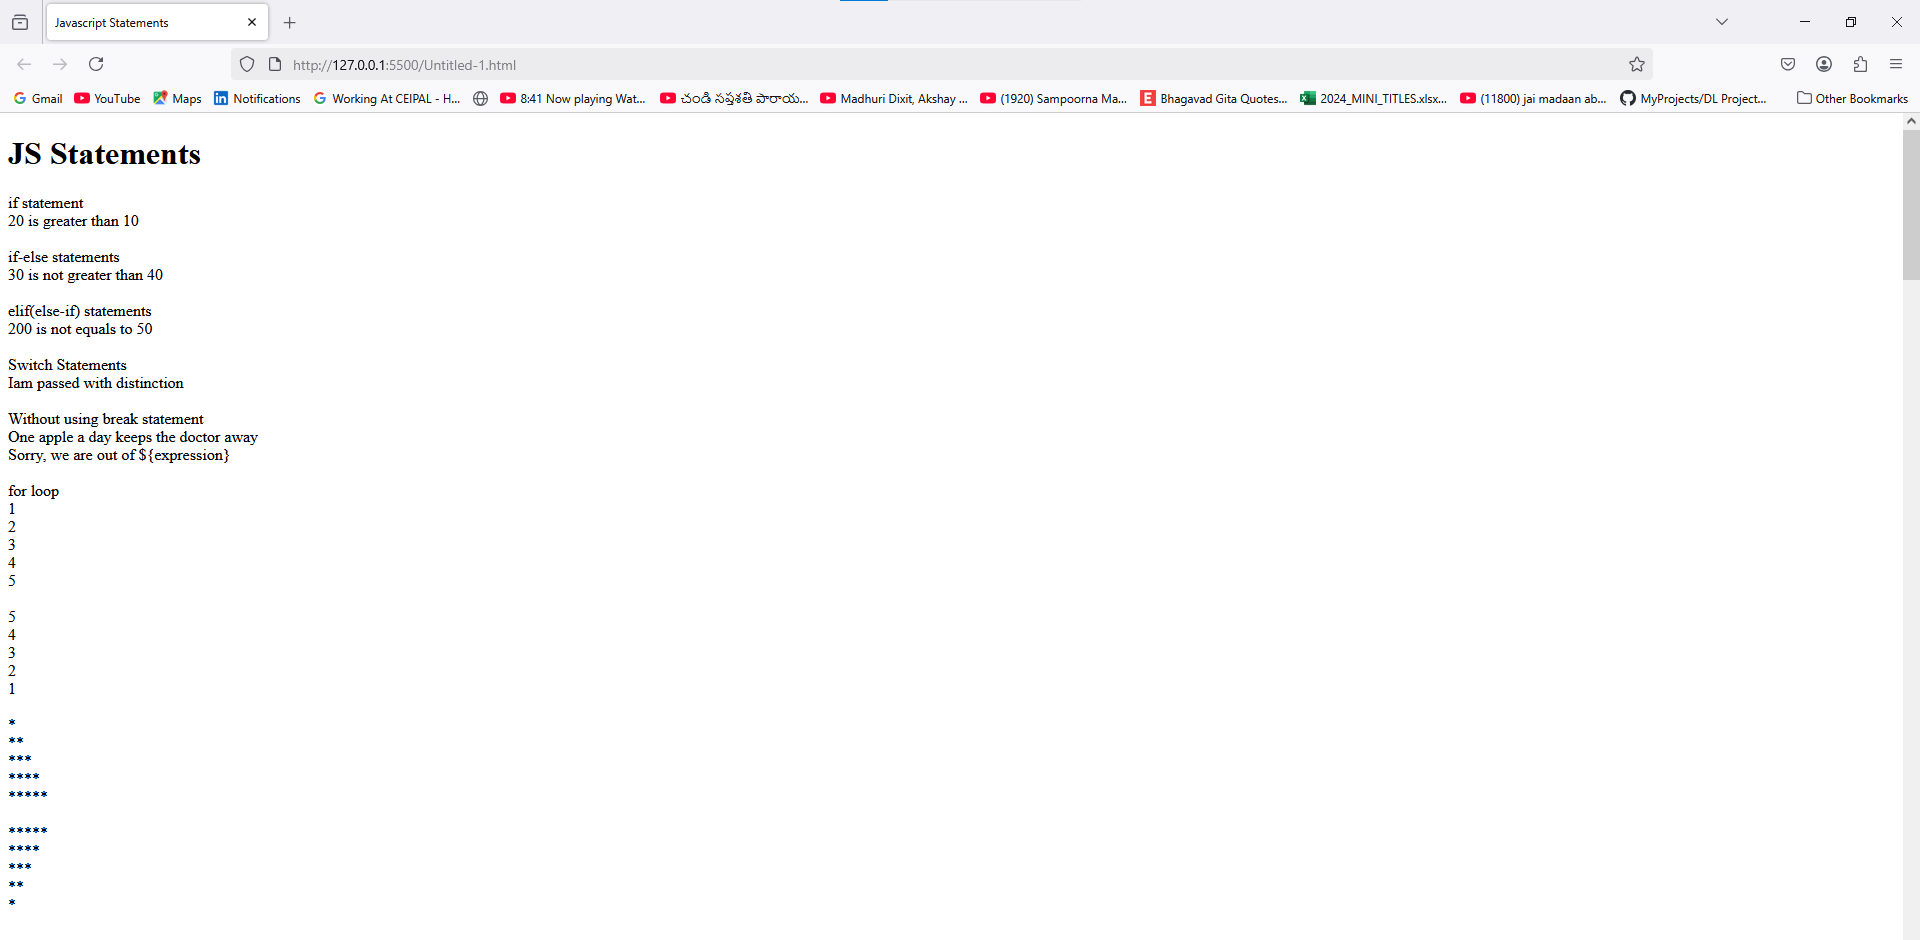 Javascript Statements
http://127.0.0.1:5500/Untitled-1.html
Gmail YouTube Maps Notifications Working At CEIPAL - H... 8:41 Now playing Wat... చండి సప్తశతి పారాయ... Madhuri Dixit, Akshay ... (1920) Sampoorna Ma... Bhagavad Gita Quotes... 2024_MINI_TITLES.xlsx... (11800) jai madaan ab... MyProjects/DL Project... Other Bookmarks
JS Statements
if statement
20 is greater than 10
if-else statements
30 is not greater than 40
elif(else-if) statements
200 is not equals to 50
Switch Statements
Iam passed with distinction
Without using break statement
One apple a day keeps the doctor away
Sorry, we are out of ${expression}
for loop
1
2
3
4
5
5
4
3
2
1
*
**
***
****
*****
*****
****
***
**
*